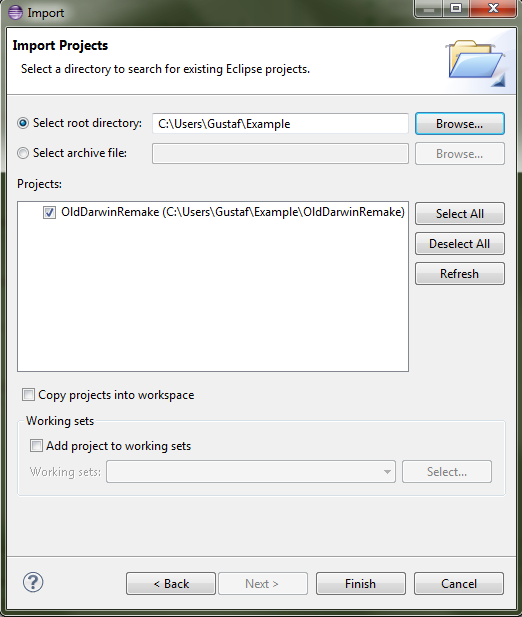 Import
Import Projects
Select a directory to search for existing Eclipse projects.
Select root directory: C:\Users\Gustaf\Example Browse...
Select archive file: Browse...
Projects:
OldDarwinRemake (C:\Users\Gustaf\Example\OldDarwinRemake)
Select All
Deselect All
Refresh
Copy projects into workspace
Working sets
Add project to working sets
Working sets: Select...
? < Back Next > Finish Cancel